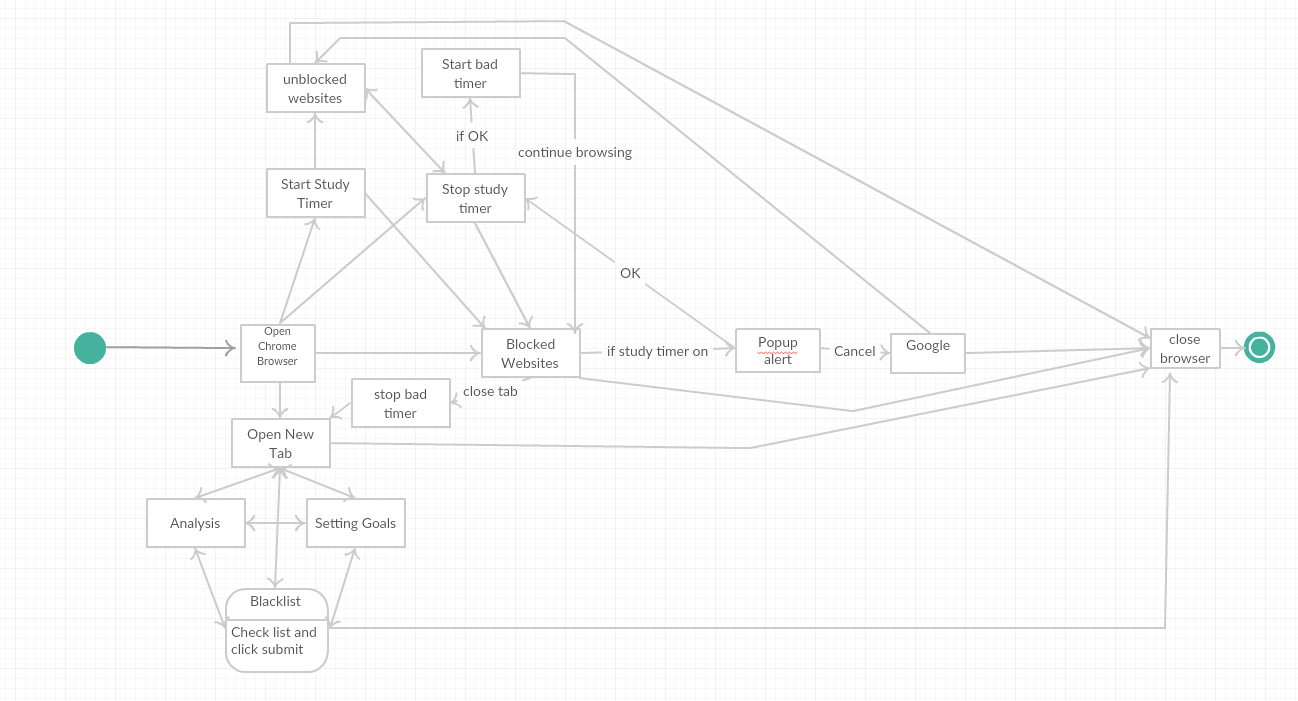 unblocked
websites
Start bad
timer
if OK
continue browsing
Start Study
Timer
Stop study
timer
OK
Open
Chrome
Browser
Blocked
Websites
if study timer on
Popup
alert
Cancel
Google
close
browser
stop bad
timer
close tab
Open New
Tab
Analysis
Setting Goals
Blacklist
Check list and
click submit